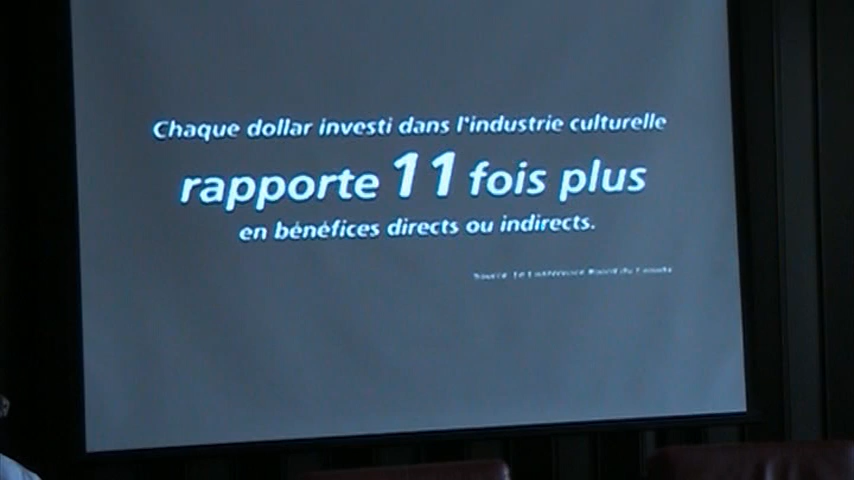 Chaque dollar investi dans l'industrie culturelle
rapporte 11 fois plus
en bénéfices directs ou indirects.